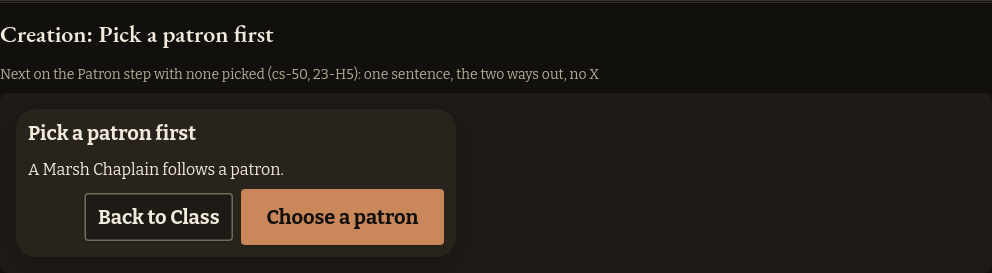 Creation: Pick a patron first
Next on the Patron step with none picked (cs-50, 23-H5): one sentence, the two ways out, no X
Pick a patron first
A Marsh Chaplain follows a patron.
Back to Class
Choose a patron